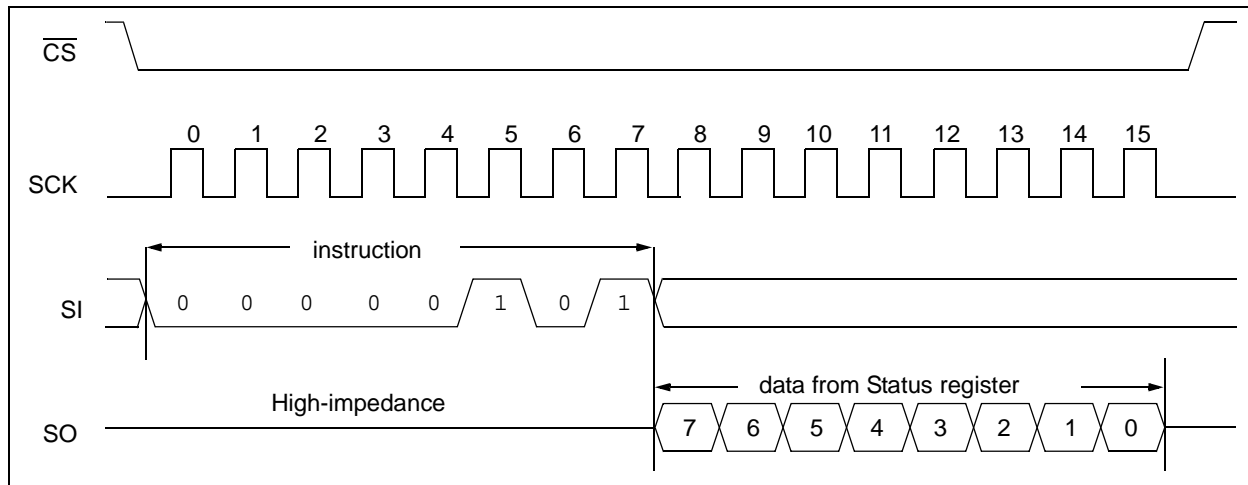 CS
0 1 2 3 4 5 6 7 8 9 10 11 12 13 14 15
SCK
instruction
SI 0 0 0 0 0 1 0 1
data from Status register
High-impedance
SO 7 6 5 4 3 2 1 0